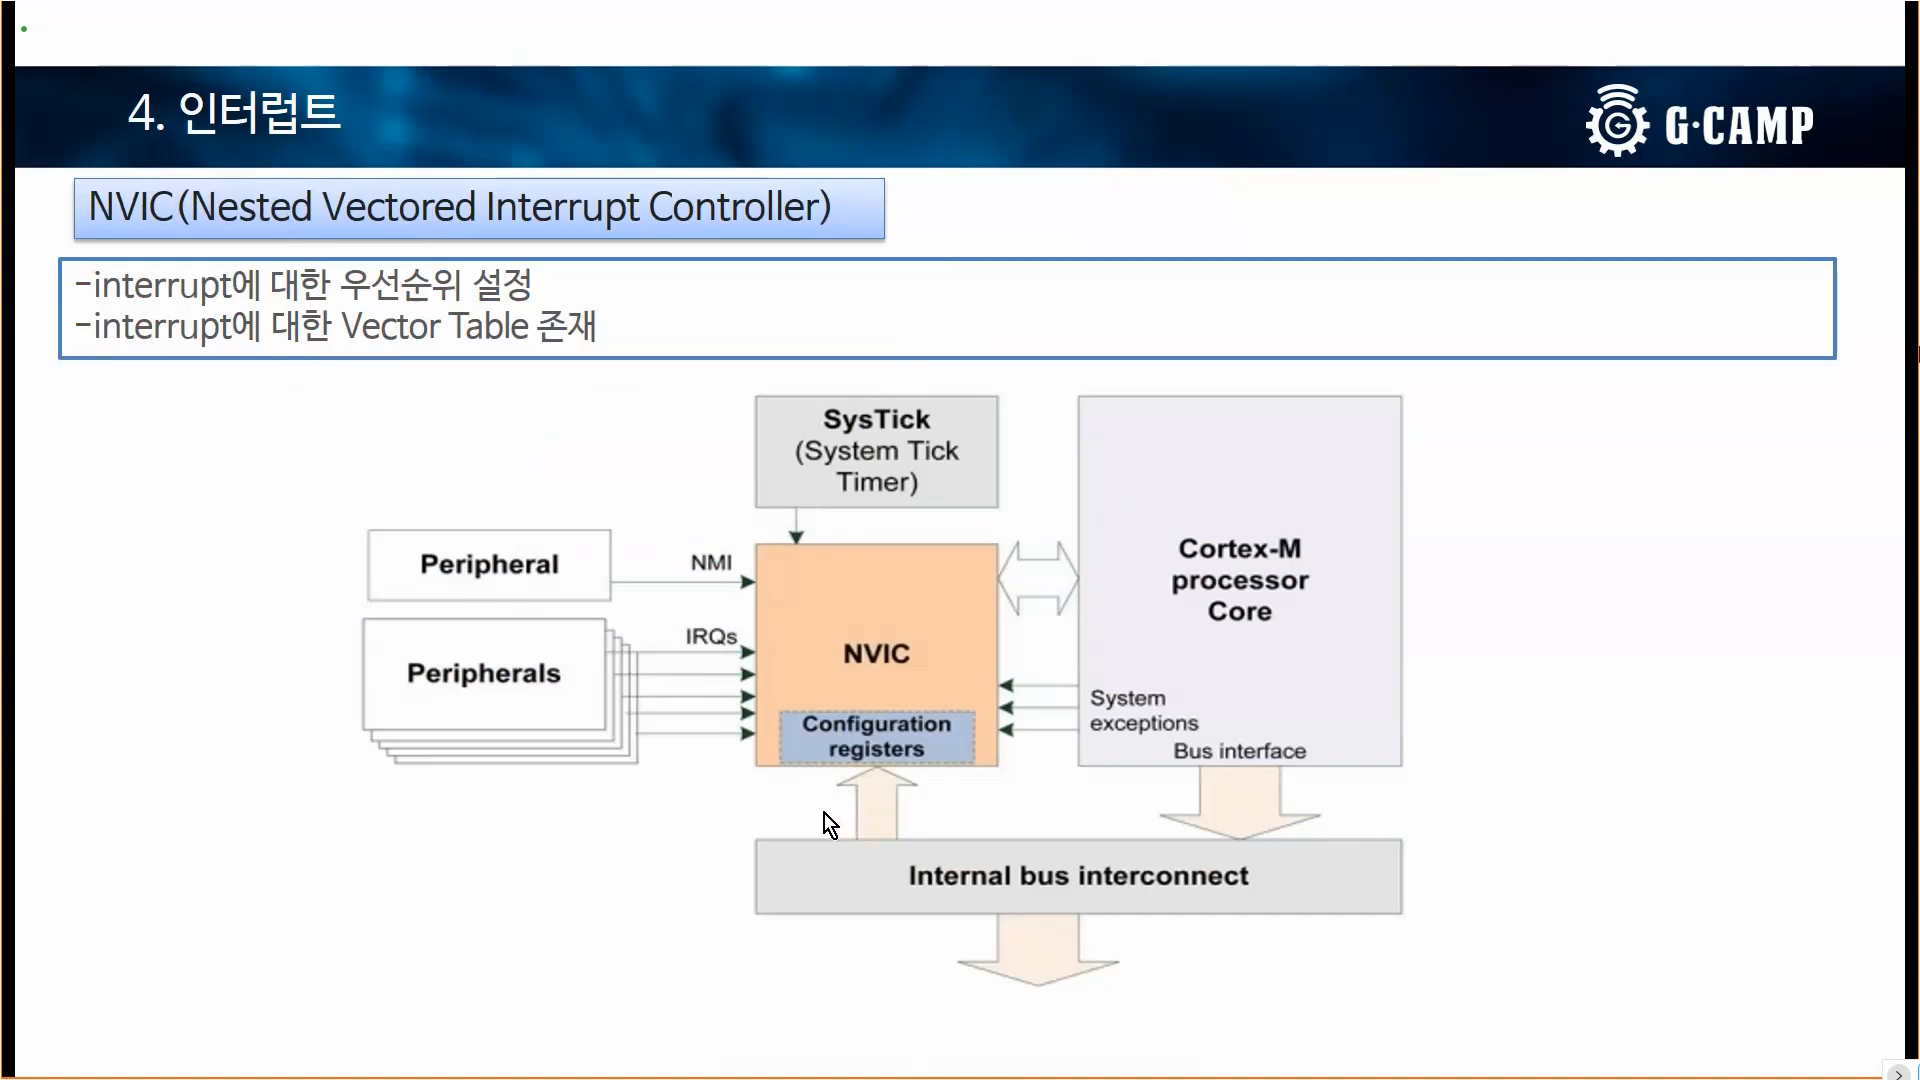 4. 인터럽트
G·CAMP
NVIC(Nested Vectored Interrupt Controller)
-interrupt에 대한 우선순위 설정
-interrupt에 대한 Vector Table 존재
SysTick
(System Tick
Timer)
Peripheral
NMI
Peripherals
IRQs
NVIC
Configuration
registers
Cortex-M
processor
Core
System
exceptions
Bus interface
Internal bus interconnect